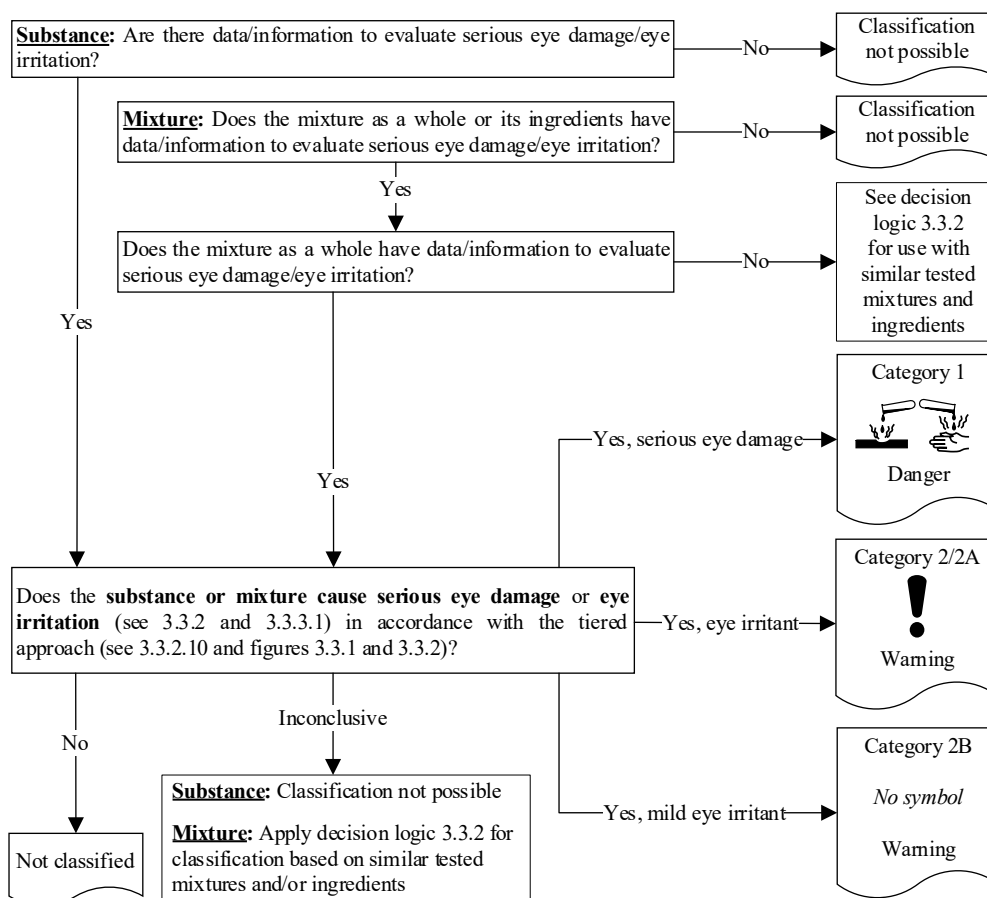 Substance: Are there data/information to evaluate serious eye damage/eye
irritation?
No
Classification
not possible
Mixture: Does the mixture as a whole or its ingredients have
data/information to evaluate serious eye damage/eye irritation?
No
Classification
not possible
Yes
Does the mixture as a whole have data/information to evaluate
serious eye damage/eye irritation?
No
See decision
logic 3.3.2
for use with
similar tested
mixtures and
ingredients
Yes
Yes
Yes, serious eye damage
Category 1
Danger
Does the substance or mixture cause serious eye damage or eye
irritation (see 3.3.2 and 3.3.3.1) in accordance with the tiered
approach (see 3.3.2.10 and figures 3.3.1 and 3.3.2)?
Yes, eye irritant
Category 2/2A
Warning
Yes, mild eye irritant
Category 2B
No symbol
Warning
No
Not classified
Inconclusive
Substance: Classification not possible
Mixture: Apply decision logic 3.3.2 for
classification based on similar tested
mixtures and/or ingredients